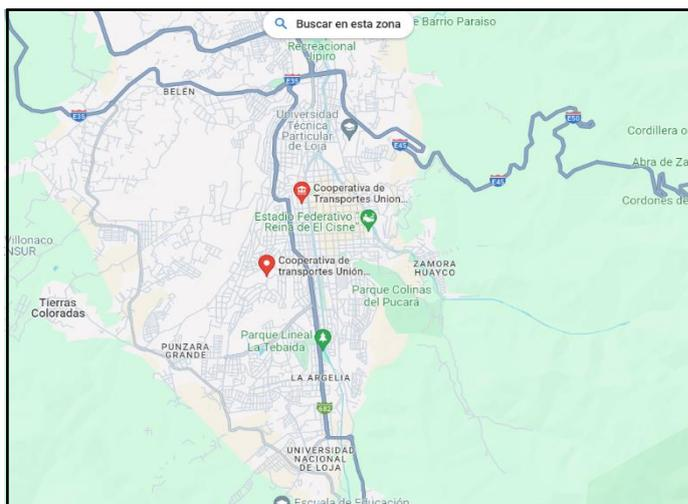 Buscar en esta zona
e Barrio Paraiso
Recreacional
Jipiro
E35
BELÉN
E35
E50
Universidad
Técnica
Particular
de Loja
E45
Cordillera o
Abra de Za
E45
Cooperativa de
Transportes Union...
Cordones de
Estadio Federativo
Reina de El Cisne"
Villonaco
NSUR
Cooperativa de
transportes Unión...
ZAMORA
HUAYCO
Parque Colinas
del Pucará
Tierras
Coloradas
Parque Lineal
La Tebaida
PUNZARA
GRANDE
LA ARGELIA
682
UNIVERSIDAD
NACIONAL
DE LOJA
Escuela de Educación